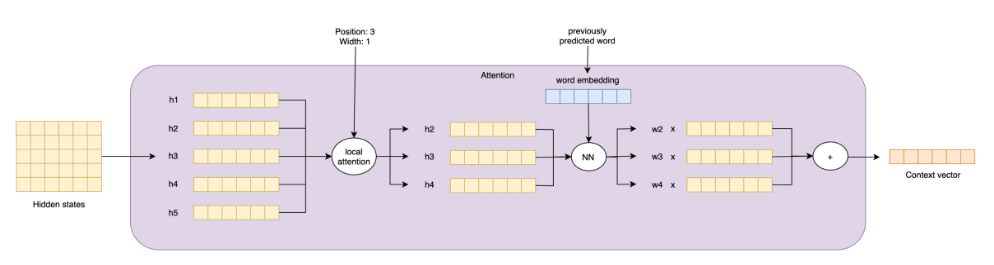 Position: 3
Width: 1
previously
predicted word
Attention
word embedding
h1
h2
h3
h4
h5
local
attention
h2
h3
h4
NN
w2 x
w3 x
w4 x
+
Hidden states
Context vector